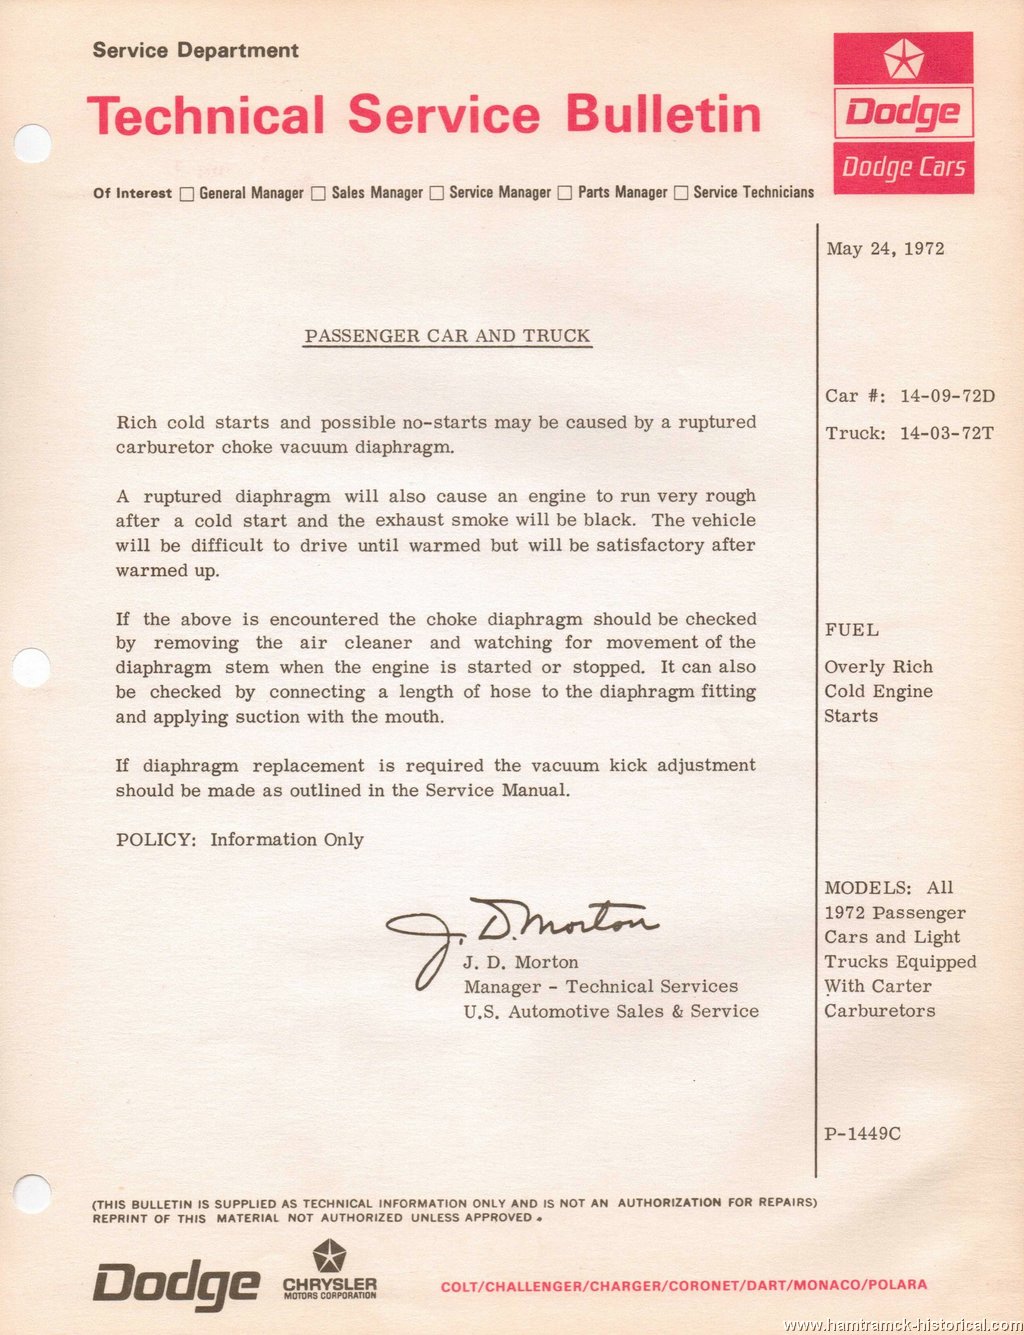 Service Department
Technical Service Bulletin
Dodge
Dodge Cars
Of Interest □ General Manager □ Sales Manager □ Service Manager □ Parts Manager □ Service Technicians
May 24, 1972
PASSENGER CAR AND TRUCK
Car #: 14-09-72D
Truck: 14-03-72T
Rich cold starts and possible no-starts may be caused by a ruptured
carburetor choke vacuum diaphragm.
A ruptured diaphragm will also cause an engine to run very rough
after a cold start and the exhaust smoke will be black. The vehicle
will be difficult to drive until warmed but will be satisfactory after
warmed up.
If the above is encountered the choke diaphragm should be checked
by removing the air cleaner and watching for movement of the
diaphragm stem when the engine is started or stopped. It can also
be checked by connecting a length of hose to the diaphragm fitting
and applying suction with the mouth.
FUEL
Overly Rich
Cold Engine
Starts
If diaphragm replacement is required the vacuum kick adjustment
should be made as outlined in the Service Manual.
POLICY: Information Only
J. D. Morton
J. D. Morton
Manager - Technical Services
U.S. Automotive Sales & Service
MODELS: All
1972 Passenger
Cars and Light
Trucks Equipped
With Carter
Carburetors
P-1449C
(THIS BULLETIN IS SUPPLIED AS TECHNICAL INFORMATION ONLY AND IS NOT AN AUTHORIZATION FOR REPAIRS)
REPRINT OF THIS MATERIAL NOT AUTHORIZED UNLESS APPROVED.
Dodge
CHRYSLER
MOTORS CORPORATION
COLT/CHALLENGER/CHARGER/CORONET/DART/MONACO/POLARA
www.hamtramck-historical.com